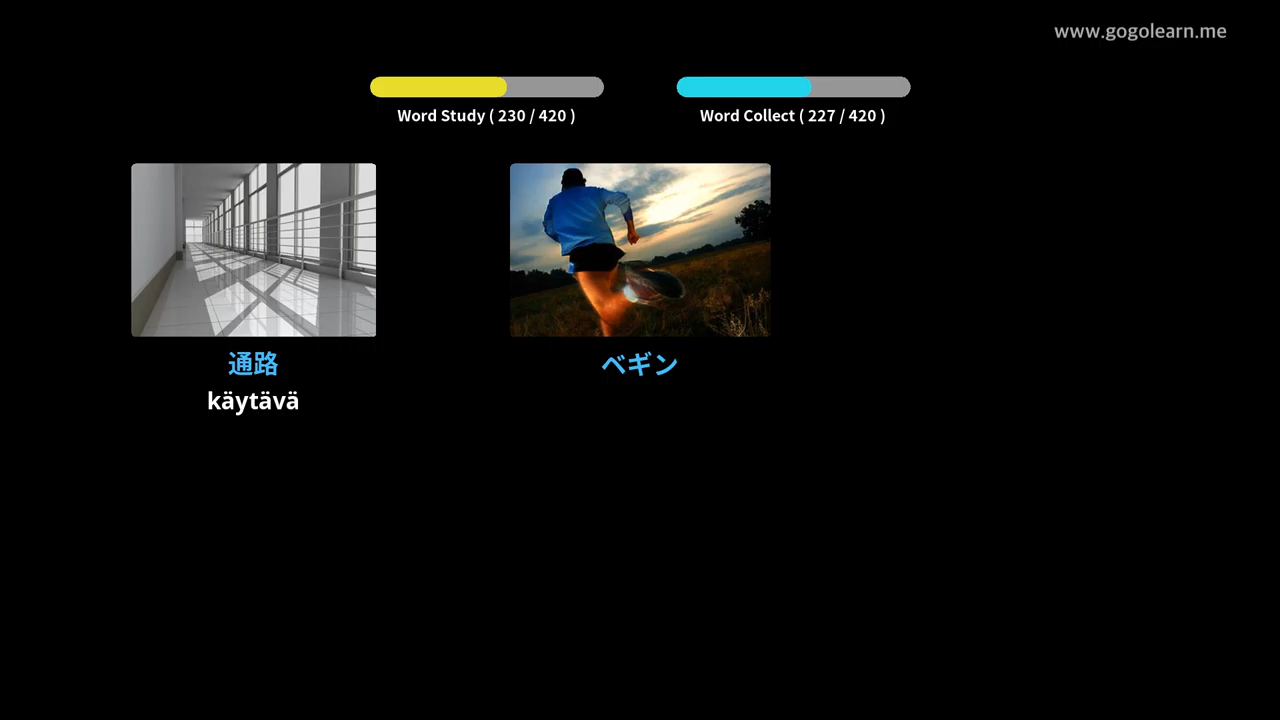 www.gogolearn.me
Word Study ( 230 / 420 )
Word Collect ( 227 / 420 )
通路
käytävä
ベギン